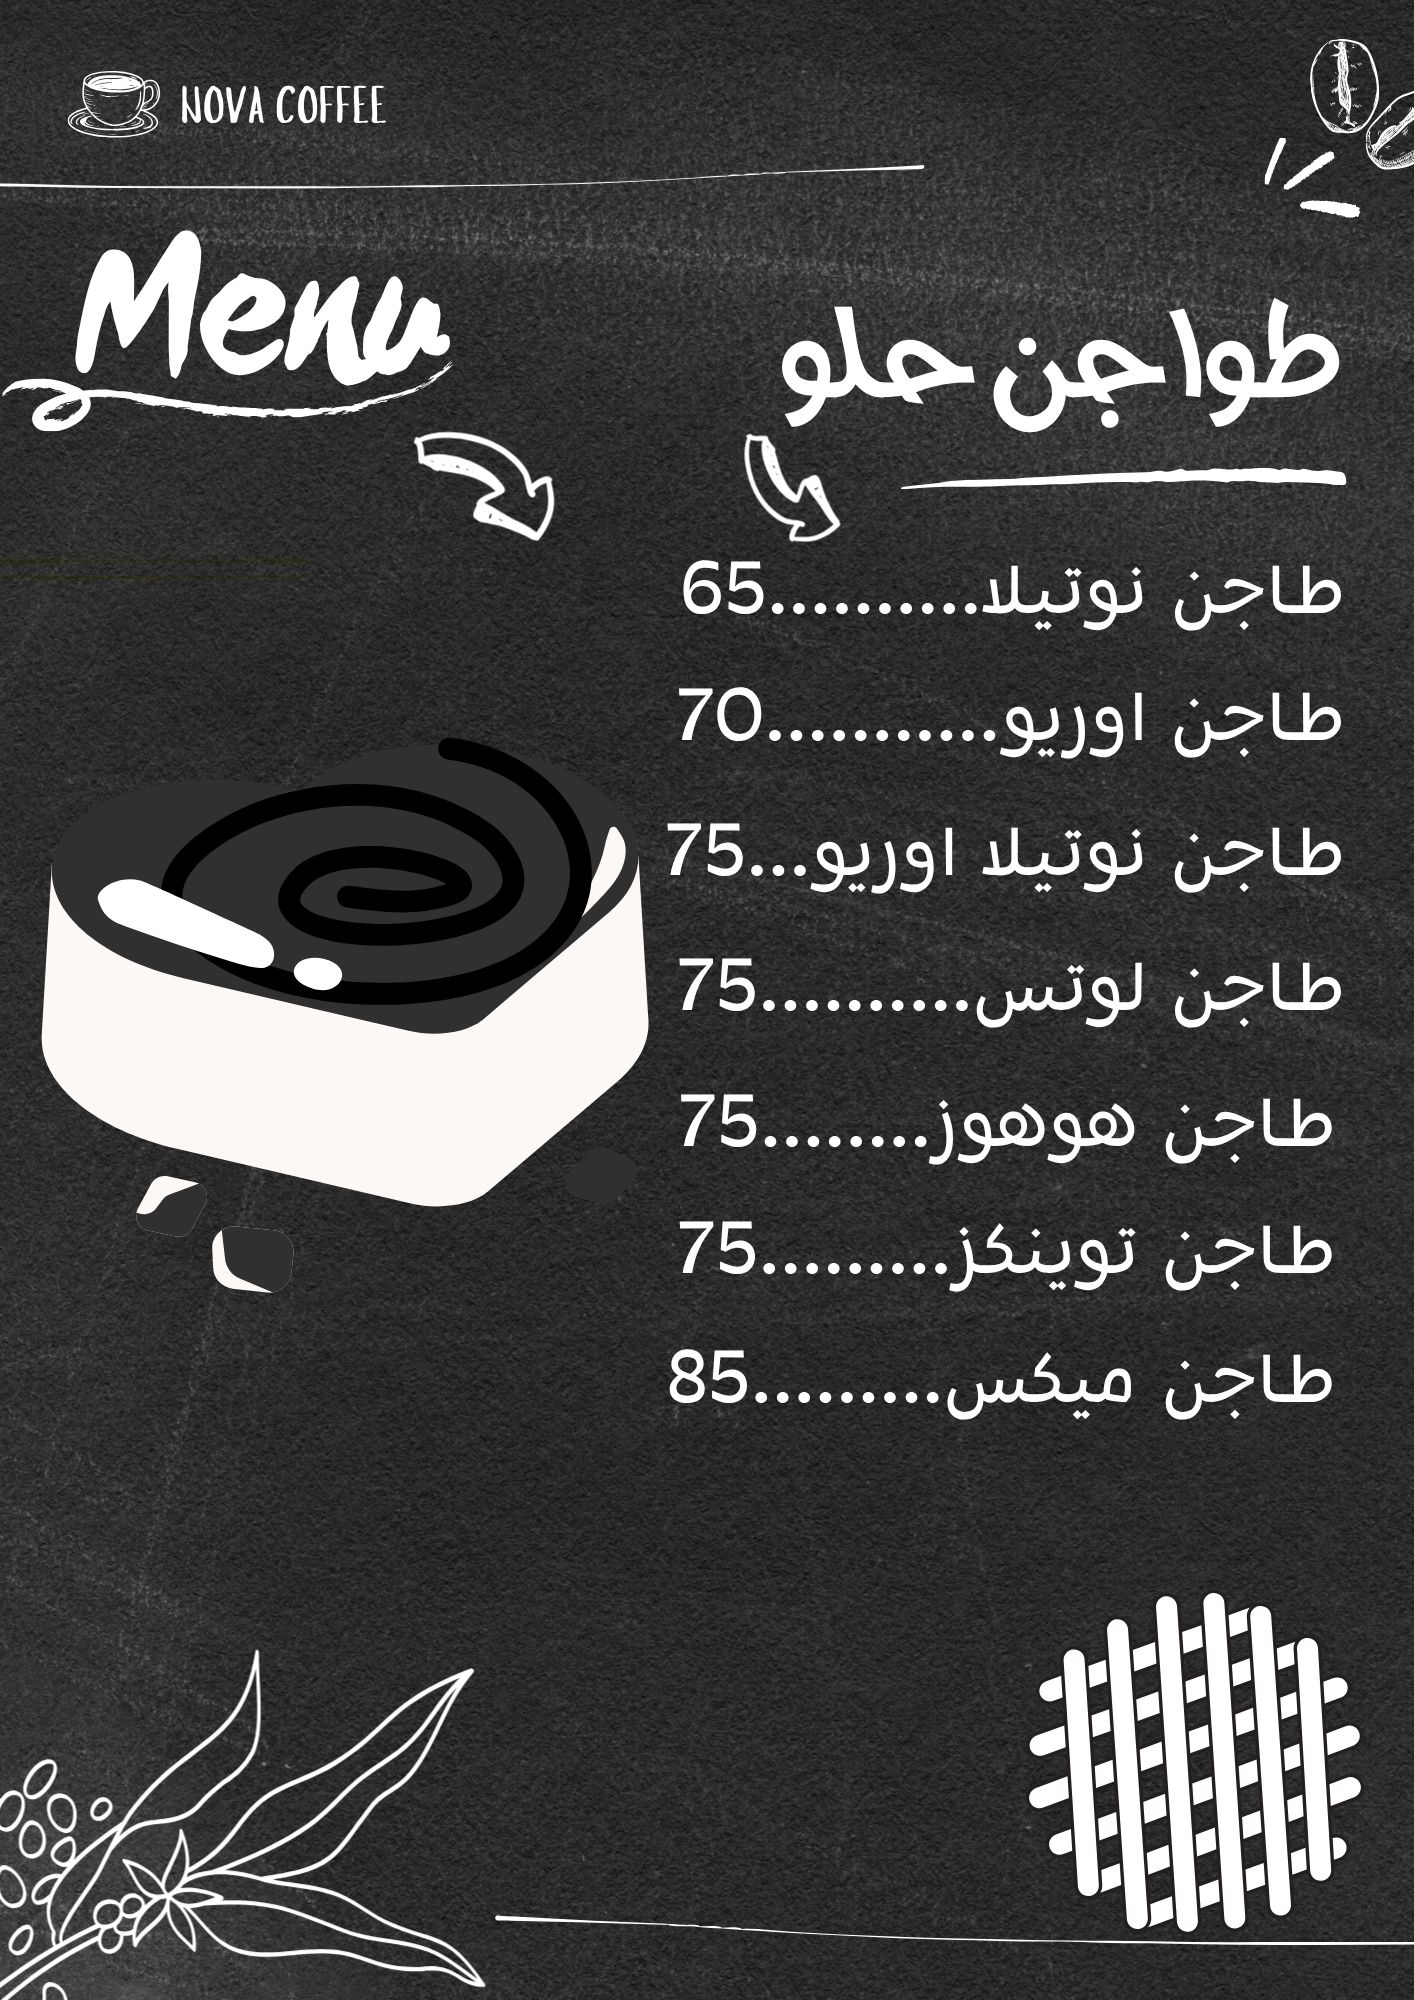 NOVA COFFEE
Menu
طواجن حلو
طاجن نوتيلا..........65
طاجن اوريو...........70
طاجن نوتيلا اوريو...75
طاجن لوتس..........75
طاجن هوهوز........75
طاجن توينكز.........75
طاجن ميكس.........85